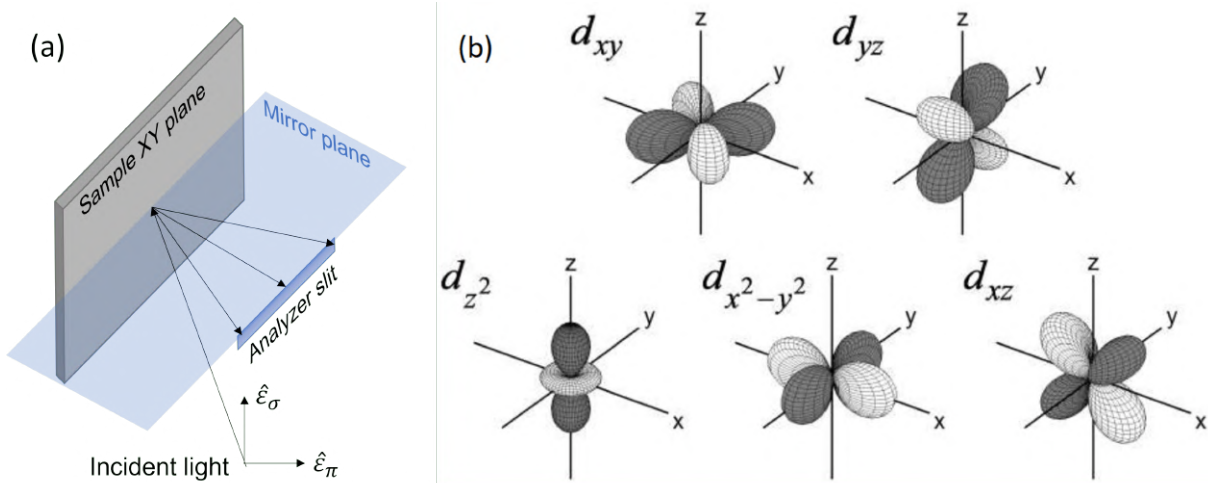 (a)
Sample XY plane
Mirror plane
Analyzer slit
Incident light
ε̂σ
ε̂π
(b)
dxy
z
y
x
dyz
z
y
x
dz²
z
y
x
dx²−y²
z
y
x
dxz
z
y
x